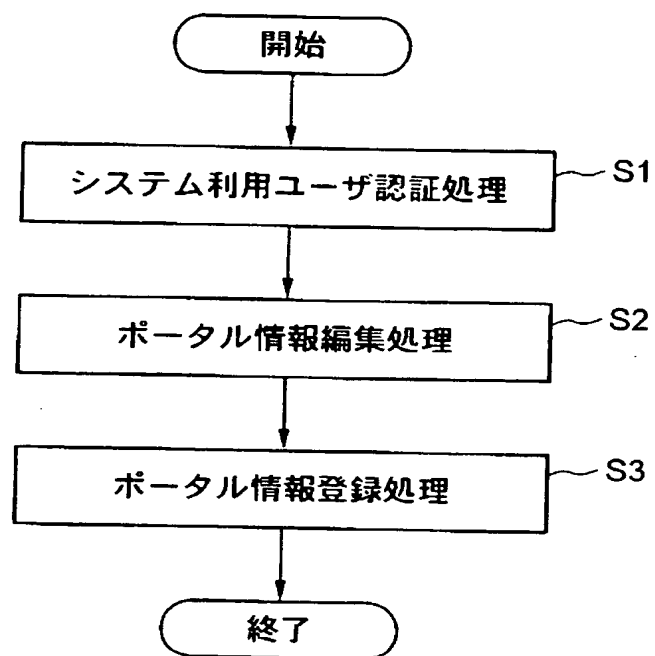 開始
システム利用ユーザ認証処理
S1
ポータル情報編集処理
S2
ポータル情報登録処理
S3
終了